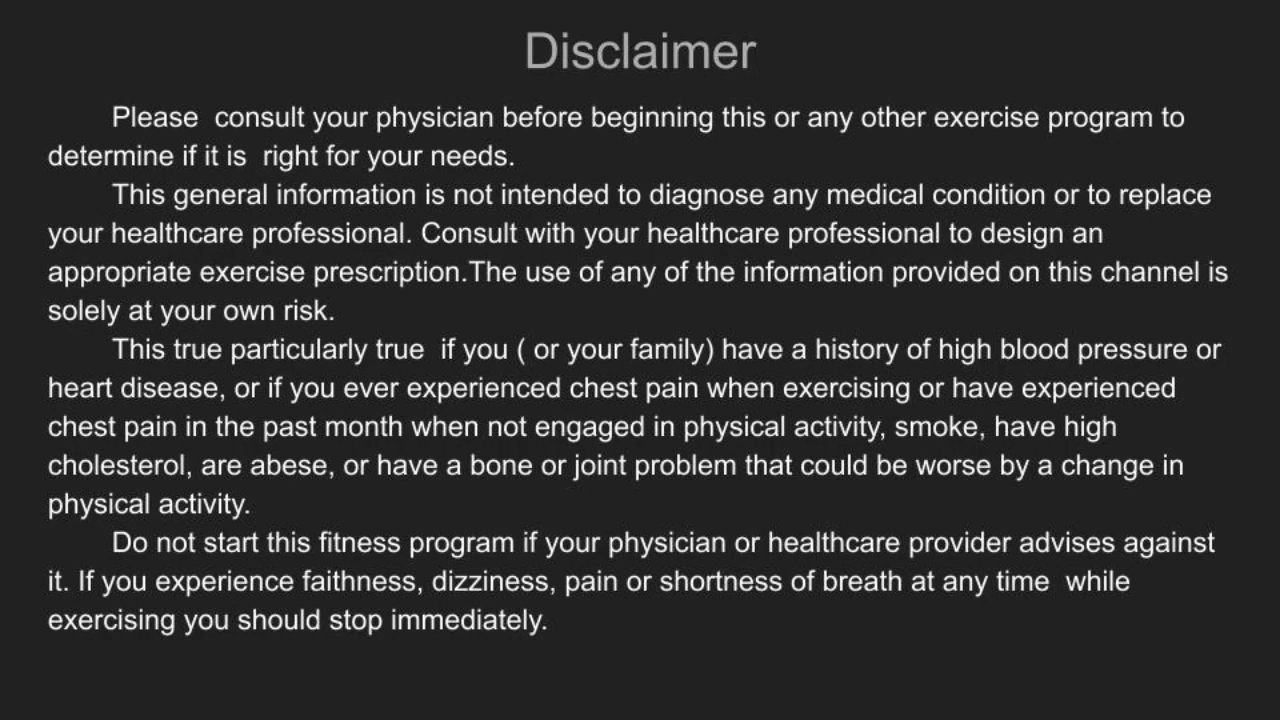 Disclaimer
Please  consult your physician before beginning this or any other exercise program to
determine if it is  right for your needs.
This general information is not intended to diagnose any medical condition or to replace
your healthcare professional. Consult with your healthcare professional to design an
appropriate exercise prescription.The use of any of the information provided on this channel is
solely at your own risk.
This true particularly true  if you ( or your family) have a history of high blood pressure or
heart disease, or if you ever experienced chest pain when exercising or have experienced
chest pain in the past month when not engaged in physical activity, smoke, have high
cholesterol, are abese, or have a bone or joint problem that could be worse by a change in
physical activity.
Do not start this fitness program if your physician or healthcare provider advises against
it. If you experience faithness, dizziness, pain or shortness of breath at any time  while
exercising you should stop immediately.